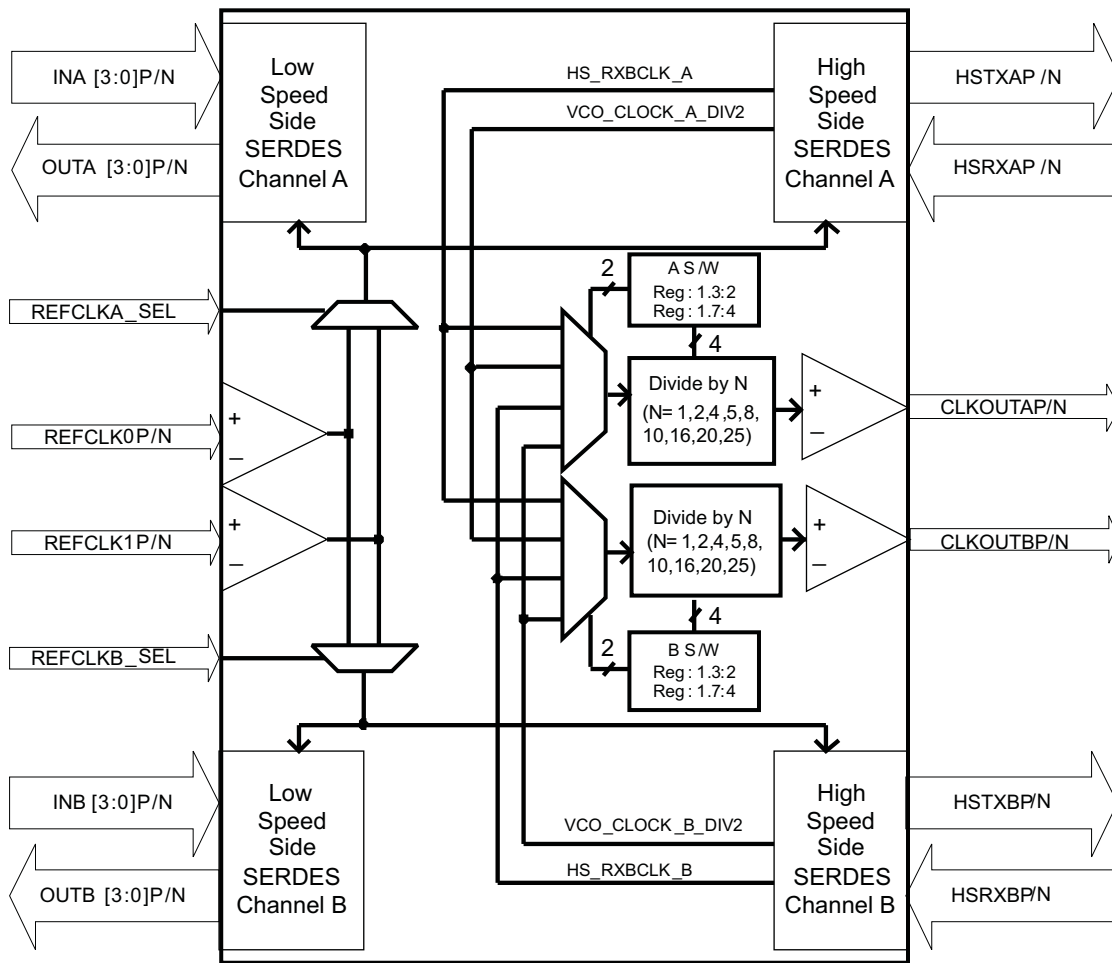 INA [3:0]P/N
OUTA [3:0]P/N
Low
Speed
Side
SERDES
Channel A
HS_RXBCLK_A
VCO_CLOCK_A_DIV2
High
Speed
Side
SERDES
Channel A
HSTXAP/N
HSRXAP/N
REFCLKA_SEL
2
A S/W
Reg: 1.3:2
Reg: 1.7:4
4
REFCLK0P/N
+
−
Divide by N
(N= 1,2,4,5,8,
10,16,20,25)
+
−
CLKOUTAP/N
REFCLK1P/N
+
−
Divide by N
(N= 1,2,4,5,8,
10,16,20,25)
+
−
CLKOUTBP/N
4
REFCLKB_SEL
2
B S/W
Reg: 1.3:2
Reg: 1.7:4
INB [3:0]P/N
OUTB [3:0]P/N
Low
Speed
Side
SERDES
Channel B
VCO_CLOCK_B_DIV2
HS_RXBCLK_B
High
Speed
Side
SERDES
Channel B
HSTXBP/N
HSRXBP/N